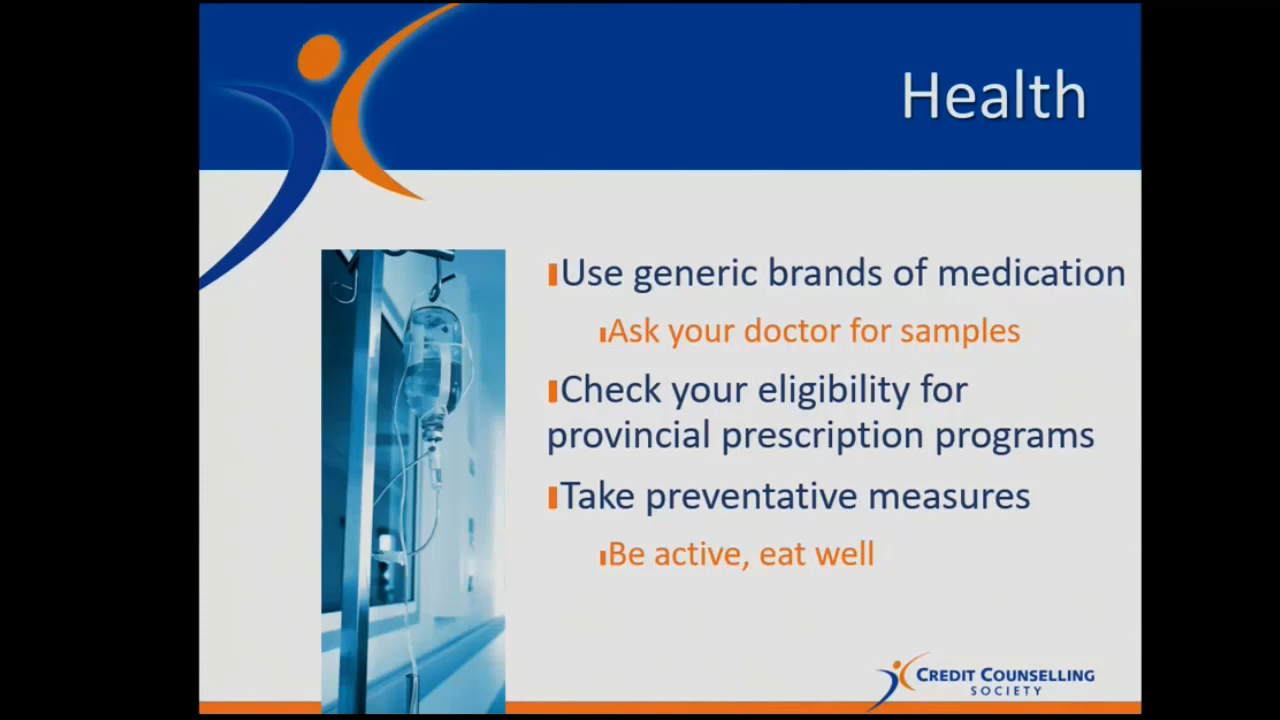 Health
Use generic brands of medication
Ask your doctor for samples
Check your eligibility for
provincial prescription programs
Take preventative measures
Be active, eat well
CREDIT COUNSELLING
SOCIETY